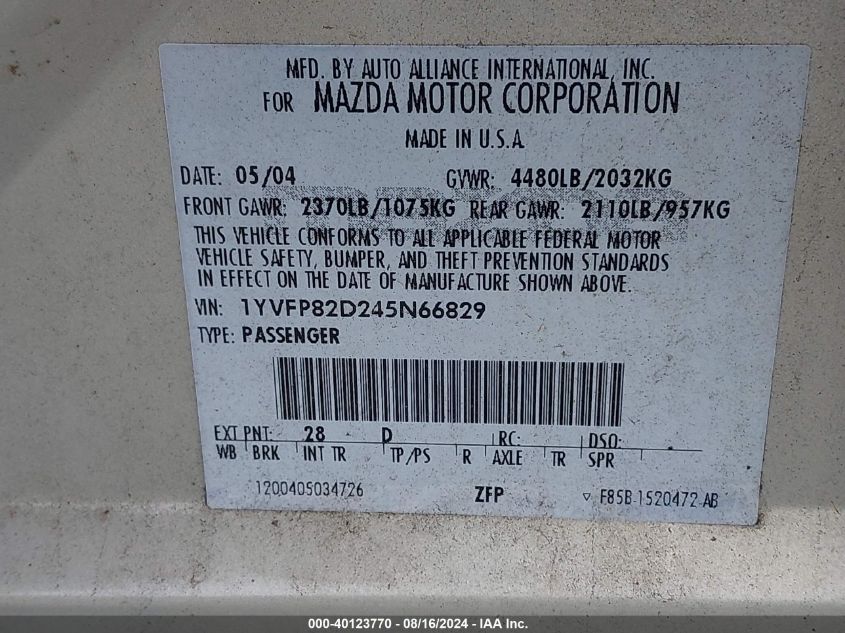 MFD. BY AUTO ALLIANCE INTERNATIONAL, INC.
FOR MAZDA MOTOR CORPORATION
MADE IN U.S.A.
DATE: 05/04 GVWR: 4480LB/2032KG
FRONT GAWR: 2370LB/1075KG REAR GAWR: 2110LB/957KG
THIS VEHICLE CONFORMS TO ALL APPLICABLE FEDERAL MOTOR
VEHICLE SAFETY, BUMPER, AND THEFT PREVENTION STANDARDS
IN EFFECT ON THE DATE OF MANUFACTURE SHOWN ABOVE.
VIN: 1YVFP82D245N66829
TYPE: PASSENGER
EXT PNT: 28 D RC: DSO:
WB BRK INT TR TP/PS R AXLE TR SPR
1200405034726 ZFP F85B 1520472 AB
000-40123770 - 08/16/2024 - IAA Inc.